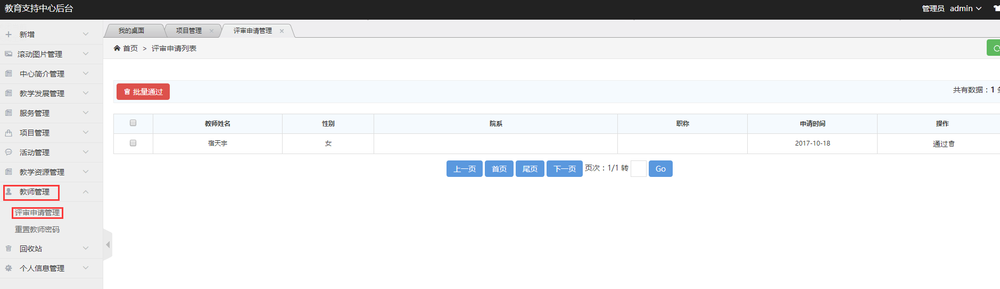 教育支持中心后台
管理员 admin
新增
滚动图片管理
中心简介管理
教学发展管理
服务管理
项目管理
活动管理
教学资源管理
教师管理
评审申请管理
重置教师密码
回收站
个人信息管理
我的桌面 项目管理 评审申请管理
首页 > 评审申请列表
批量通过
共有数据：1
教师姓名 性别 院系 职称 申请时间 操作
宿天宇 女 2017-10-18 通过
上一页 首页 尾页 下一页 页次：1/1 转 Go